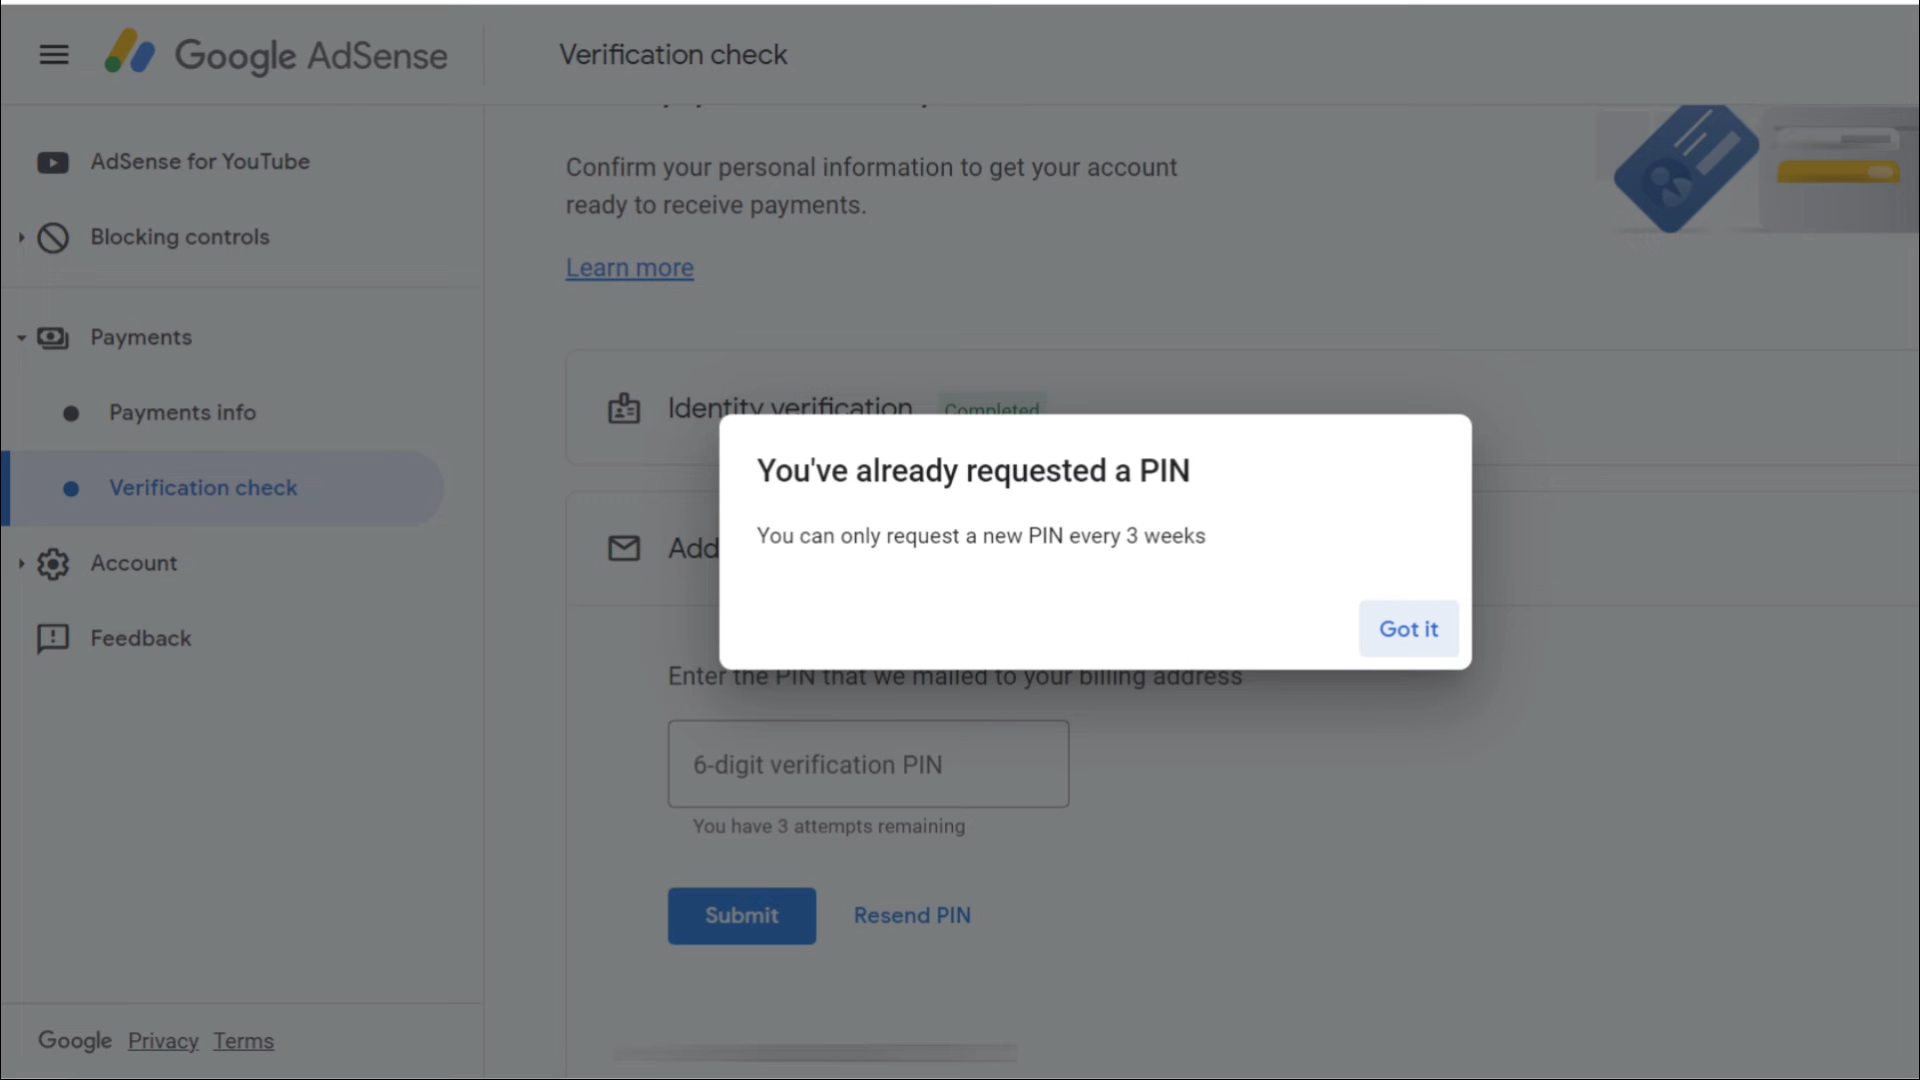 Google AdSense
Verification check
AdSense for YouTube
Blocking controls
Payments
Payments info
Verification check
Account
Feedback
Google Privacy Terms
Confirm your personal information to get your account
ready to receive payments.
Learn more
Identity verification Completed
Add
You've already requested a PIN
You can only request a new PIN every 3 weeks
Got it
Enter the PIN that we mailed to your billing address
6-digit verification PIN
You have 3 attempts remaining
Submit Resend PIN